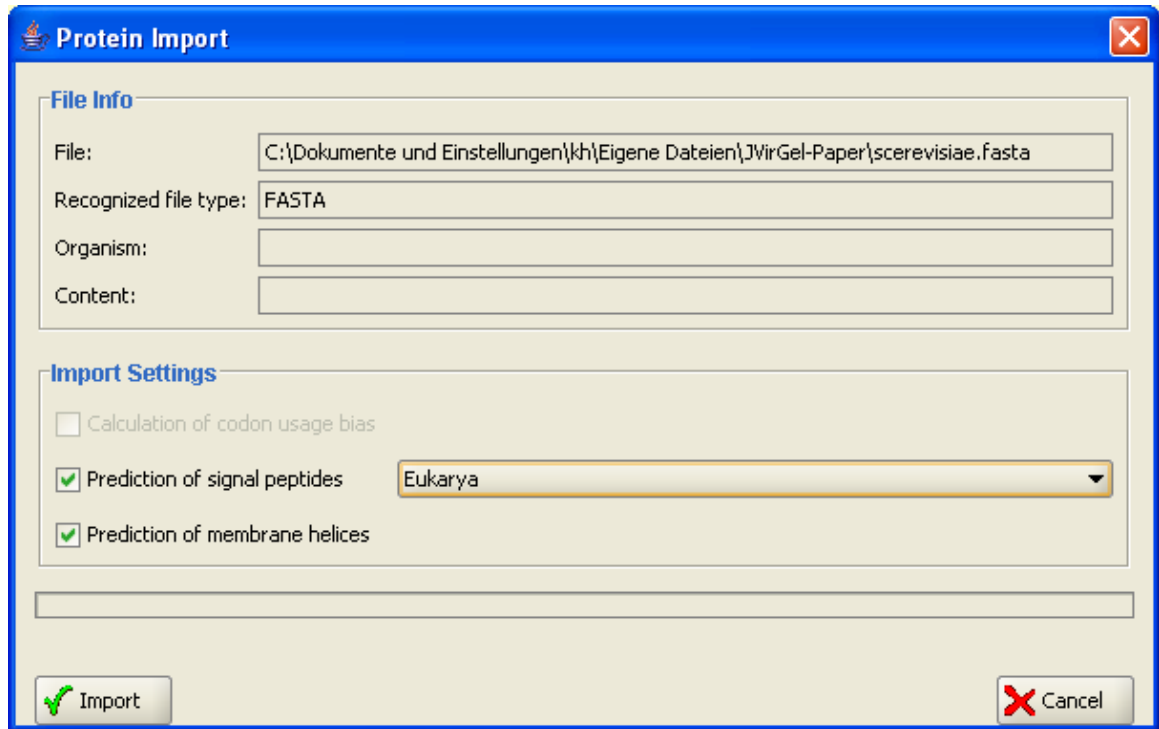 Protein Import
File Info
File: C:\Dokumente und Einstellungen\kh\Eigene Dateien\JVirGel-Paper\scerevisiae.fasta
Recognized file type: FASTA
Organism:
Content:
Import Settings
Calculation of codon usage bias
Prediction of signal peptides Eukarya
Prediction of membrane helices
Import Cancel